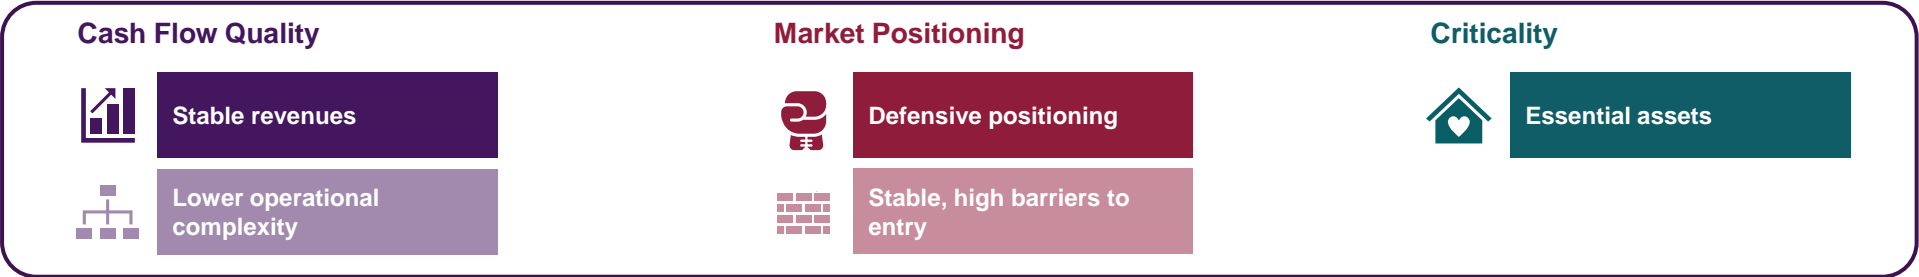 Cash Flow Quality
Stable revenues
Lower operational
complexity
Market Positioning
Defensive positioning
Stable, high barriers to
entry
Criticality
Essential assets